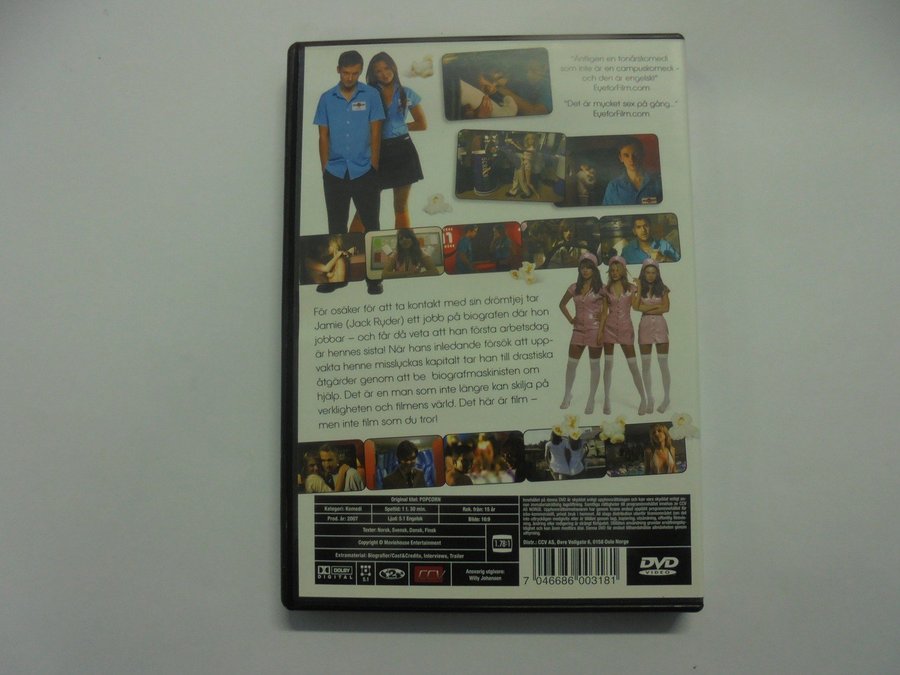 "Äntligen en tonårskomedi
som inte är en campuskomedi -
och den är engelsk!"
EyeforFilm.com
"Det är mycket sex på gång..."
EyeforFilm.com
För osäker för att ta kontakt med sin drömtjej tar
Jamie (Jack Ryder) ett jobb på biografen där hon
jobbar – och får då veta att han första arbetsdag
är hennes sista! När hans inledande försök att upp-
vakta henne misslyckas kapitalt tar han till drastiska
åtgärder genom att be biografmaskinisten om
hjälp. Det är en man som inte längre kan skilja på
verkligheten och filmens värld. Det här är film –
men inte film som du tror!
Original titel: POPCORN
Kategori: Komedi Speltid: 1 t. 30 min. Rek. från: 15 år
Prod. år: 2007 Ljud: 5.1 Engelsk Bilde: 16:9
Texter: Norsk, Svensk, Dansk, Finsk
Copyright © Moviehouse Entertainment
1.78:1
Extramaterial: Biografier/Cast&Credits, Interviews, Trailer
DOLBY
DIGITAL
5.1
2
CCV
Ansvarig utgivare:
Willy Johansen
Distr.: CCV AS, Øvre Vollgate 6, 0158 Oslo Norge
7 046686 003181
DVD
VIDEO